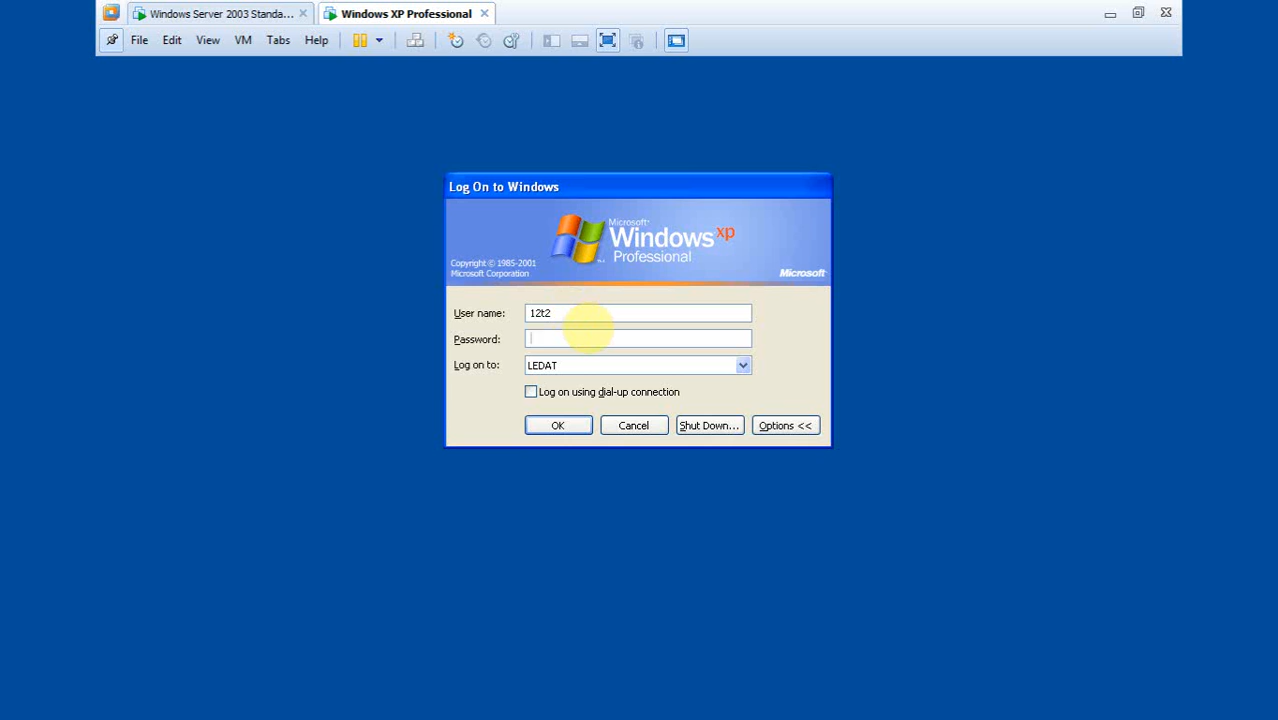 Windows Server 2003 Standa... Windows XP Professional
File Edit View VM Tabs Help
Log On to Windows
Microsoft®
Windows xp
Professional
Copyright © 1985-2001
Microsoft Corporation
Microsoft
User name: 12t2
Password:
Log on to: LEDAT
Log on using dial-up connection
OK Cancel Shut Down... Options <<